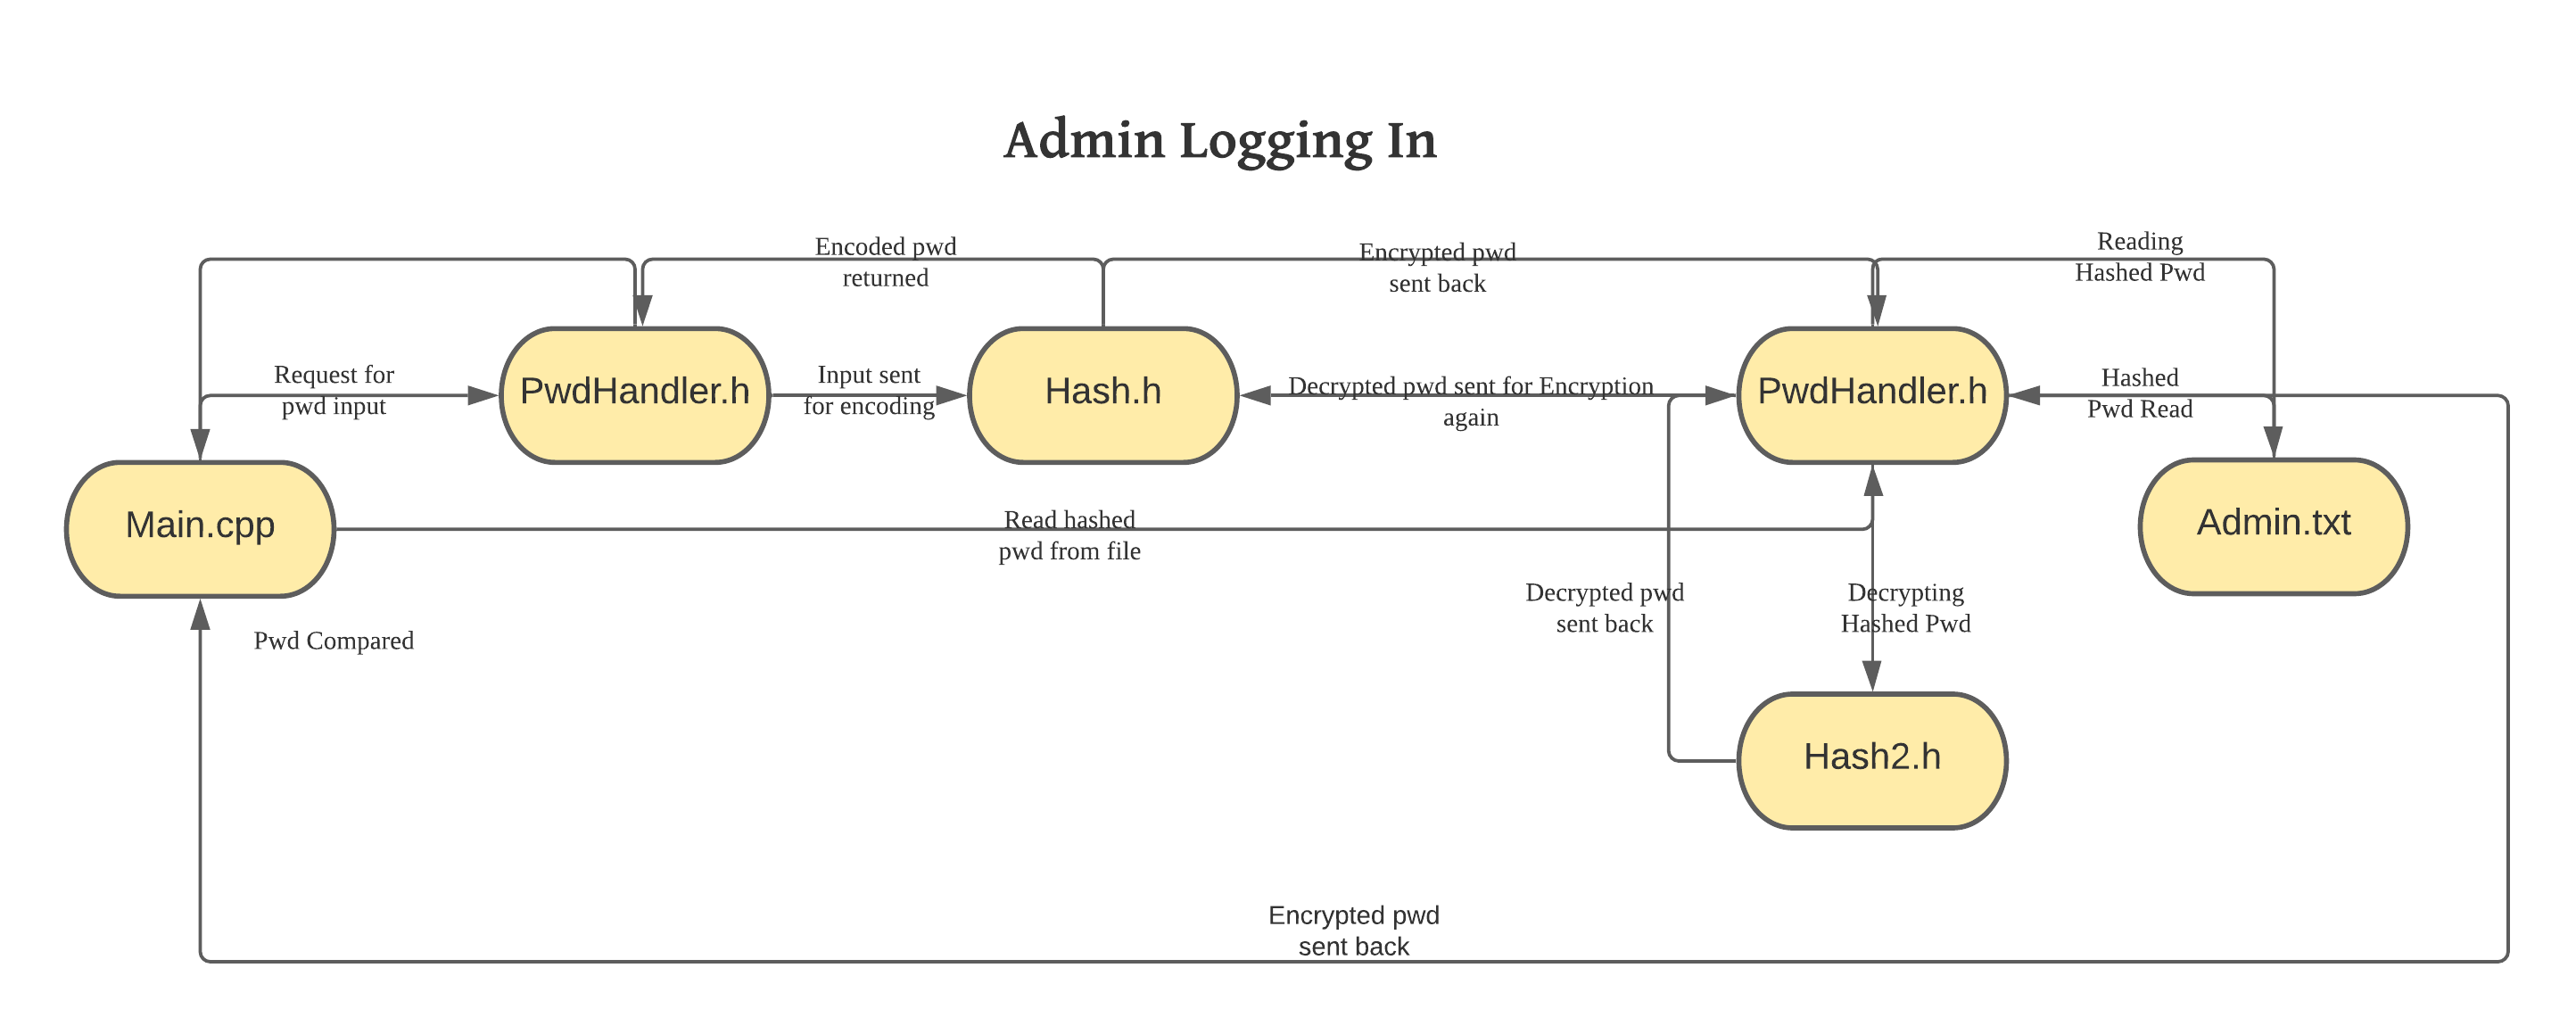 Admin Logging In
Encoded pwd
returned
Encrypted pwd
sent back
Reading
Hashed Pwd
Request for
pwd input
PwdHandler.h
Input sent
for encoding
Hash.h
Decrypted pwd sent for Encryption
again
PwdHandler.h
Hashed
Pwd Read
Main.cpp
Read hashed
pwd from file
Admin.txt
Decrypted pwd
sent back
Decrypting
Hashed Pwd
Pwd Compared
Hash2.h
Encrypted pwd
sent back